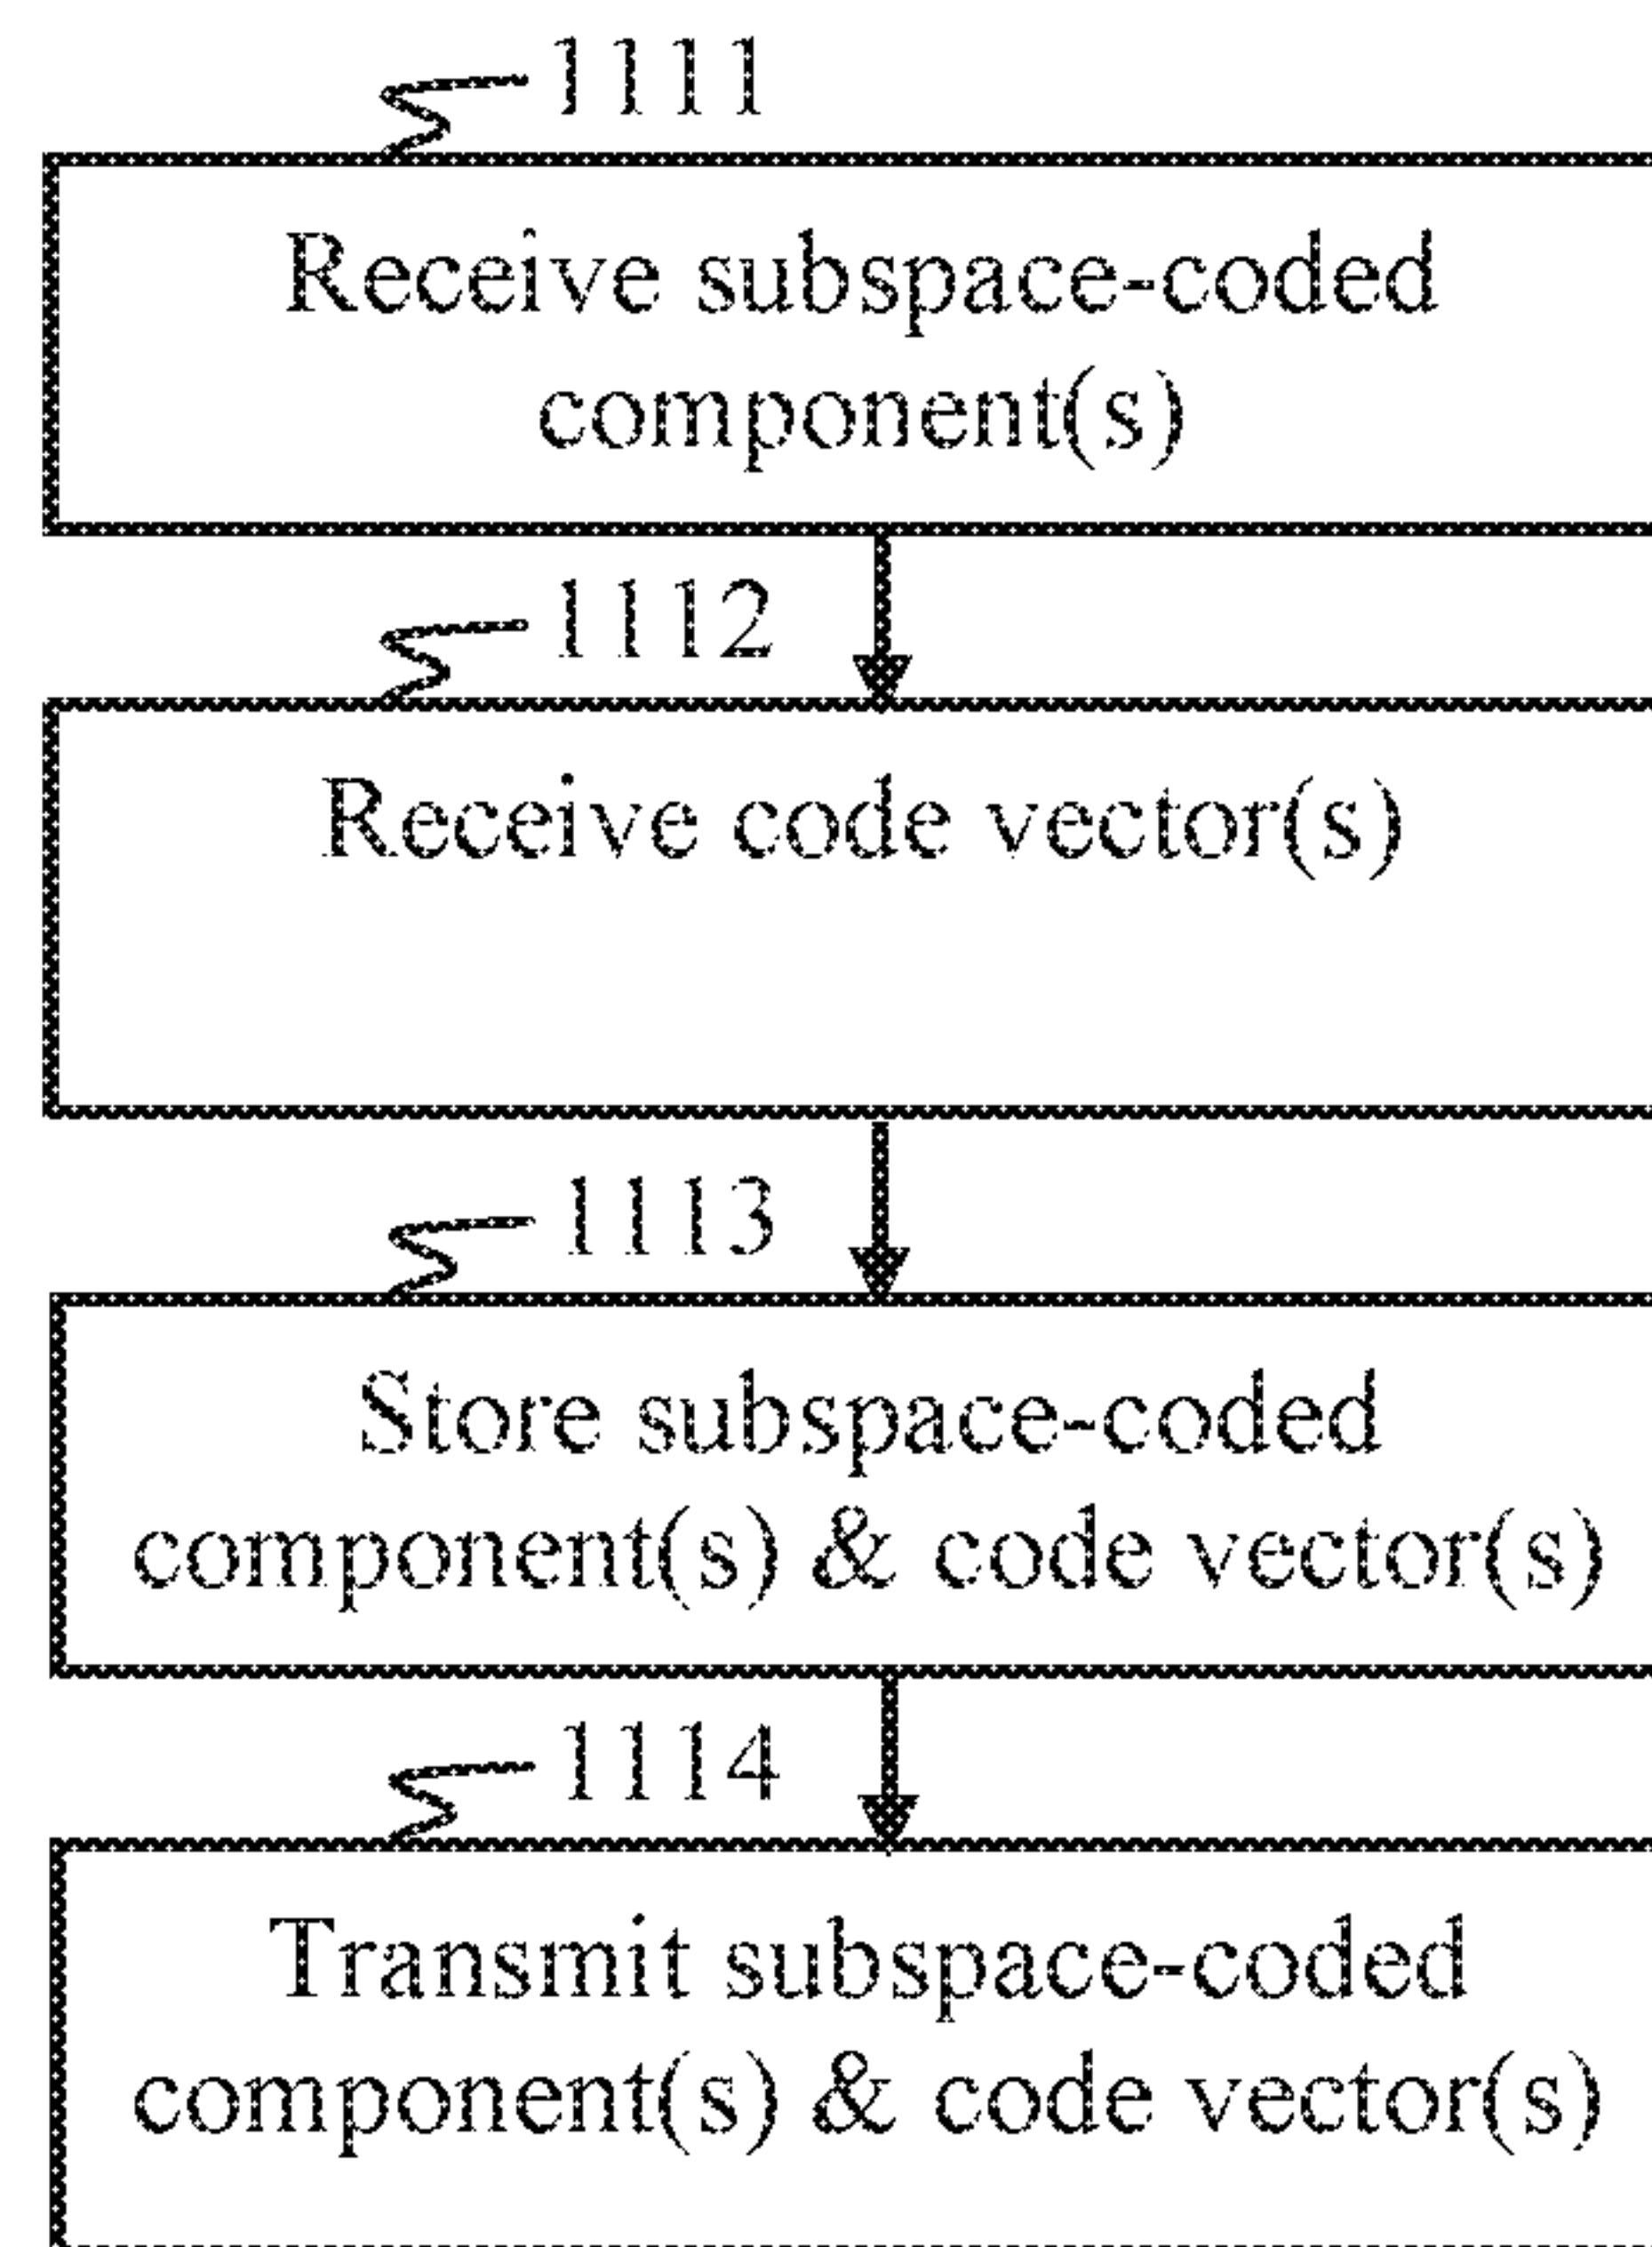 1111
Receive subspace-coded
component(s)
1112
Receive code vector(s)
1113
Store subspace-coded
component(s) & code vector(s)
1114
Transmit subspace-coded
component(s) & code vector(s)